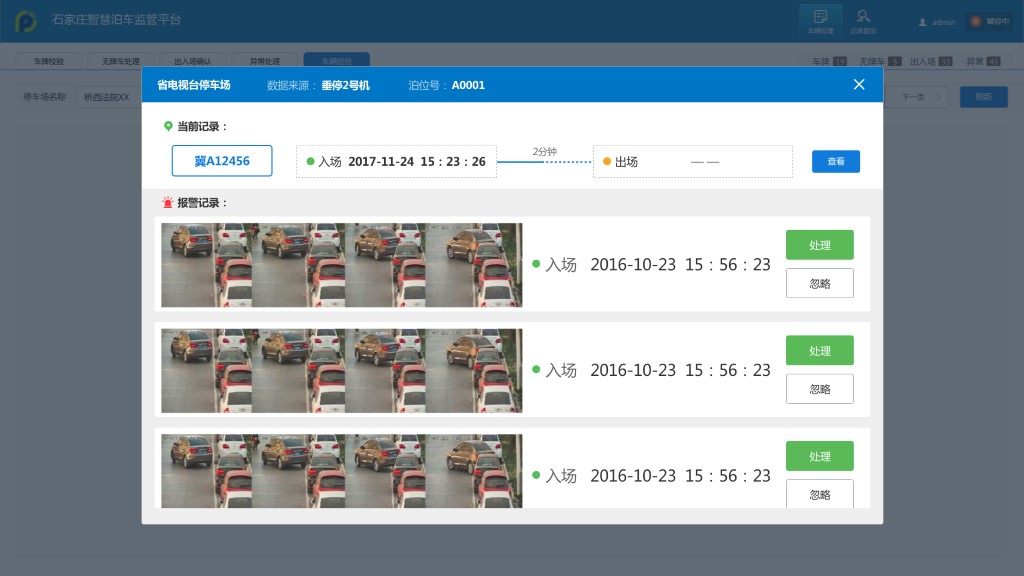 石家庄智慧泊车监管平台
车牌处理 记录查询 admin 冀验中
车牌校验 无牌车处理 出入场确认 异常处理 车辆巡检 车牌 19 无牌车 5 出入场 33 异常 45
停车场名称 桥西法院XX 下一页 刷新
省电视台停车场 数据来源：垂停2号机 泊位号：A0001
当前记录：
冀A12456 入场 2017-11-24 15：23：26 2分钟 出场 —— 查看
报警记录：
入场 2016-10-23 15：56：23 处理
忽略
入场 2016-10-23 15：56：23 处理
忽略
入场 2016-10-23 15：56：23 处理
忽略